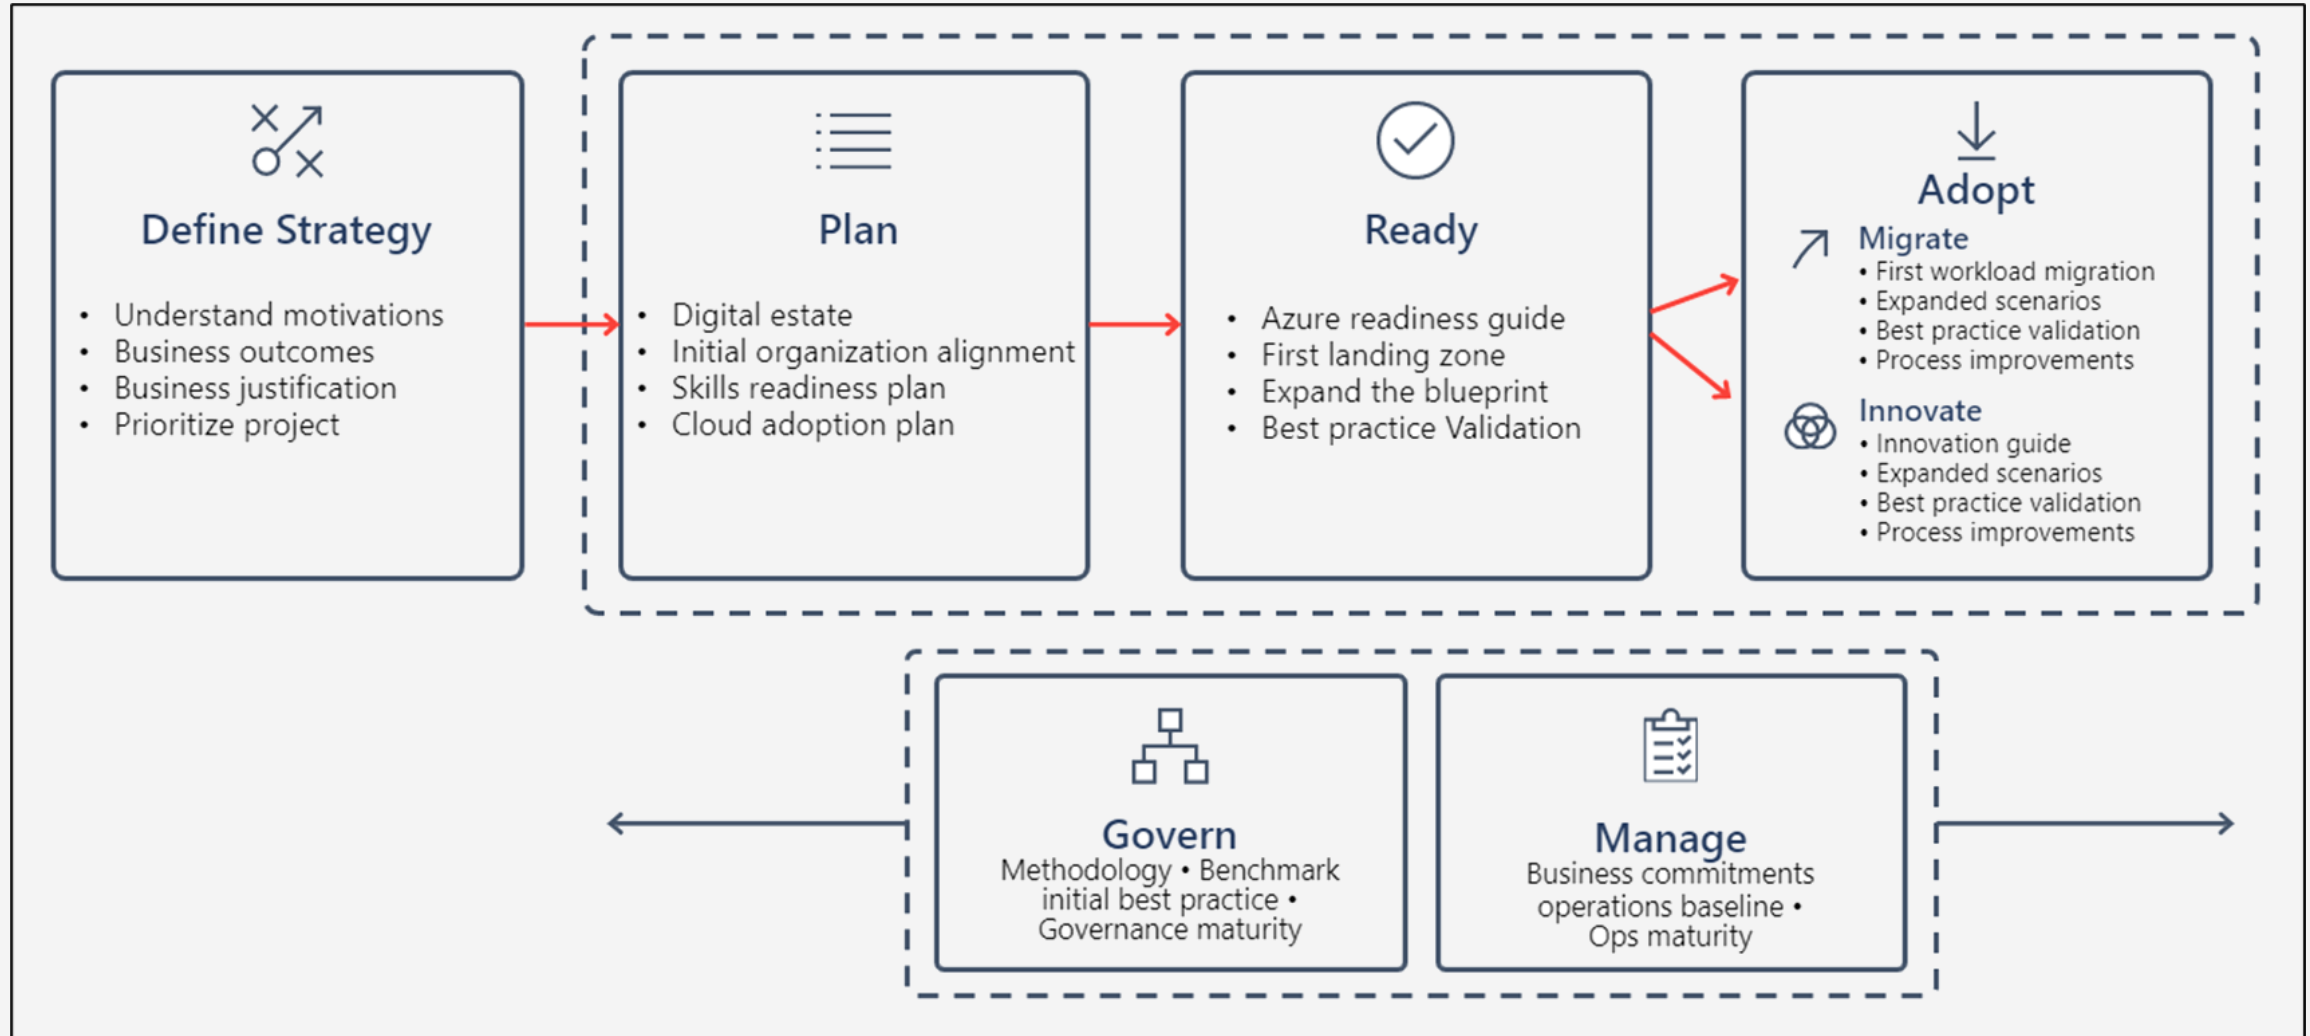 Define Strategy
• Understand motivations
• Business outcomes
• Business justification
• Prioritize project
Plan
• Digital estate
• Initial organization alignment
• Skills readiness plan
• Cloud adoption plan
Ready
• Azure readiness guide
• First landing zone
• Expand the blueprint
• Best practice Validation
Adopt
Migrate
• First workload migration
• Expanded scenarios
• Best practice validation
• Process improvements
Innovate
• Innovation guide
• Expanded scenarios
• Best practice validation
• Process improvements
Govern
Methodology • Benchmark
initial best practice •
Governance maturity
Manage
Business commitments
operations baseline •
Ops maturity